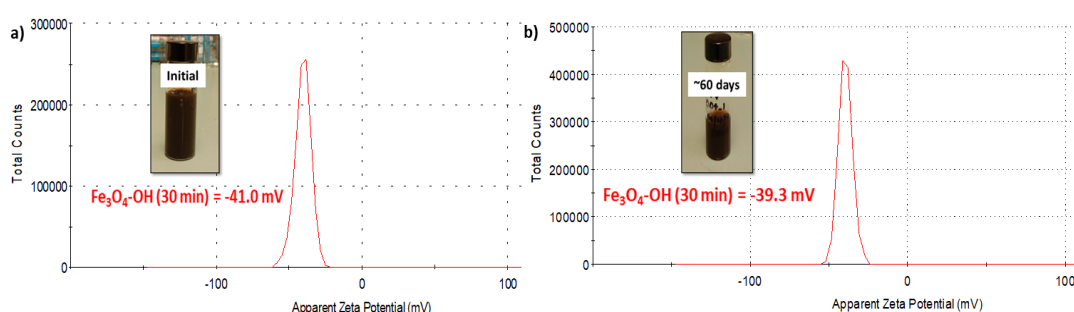 a)
300000
200000
100000
0
Total Counts
Initial
Fe₃O₄-OH (30 min) = -41.0 mV
-100
0
100
Apparent Zeta Potential (mV)
b)
500000
400000
300000
200000
100000
0
Total Counts
~60 days
Fe₃O₄-OH (30 min) = -39.3 mV
-100
0
100
Apparent Zeta Potential (mV)